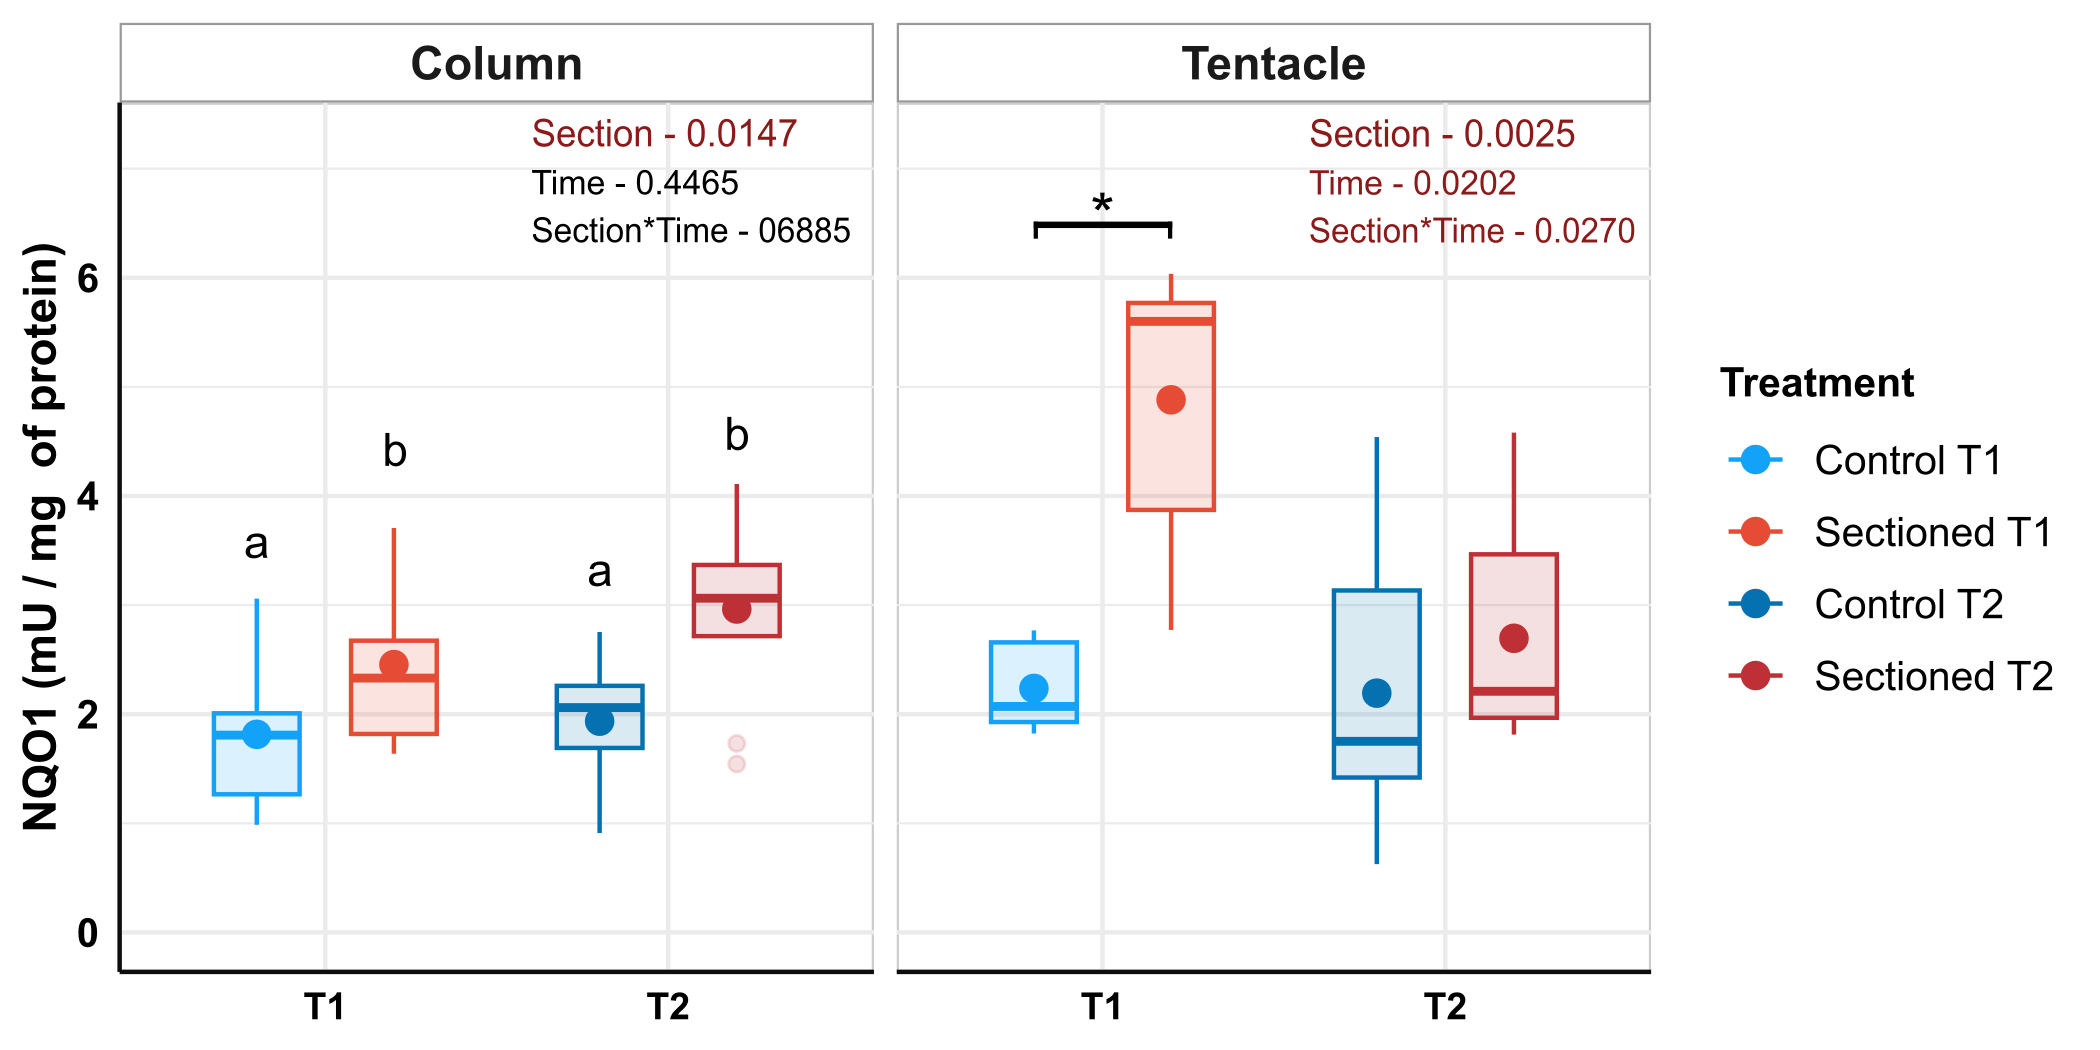 Column
Section - 0.0147
Time - 0.4465
Section*Time - 06885
Tentacle
Section - 0.0025
Time - 0.0202
Section*Time - 0.0270
*
NQO1 (mU / mg of protein)
6
4
2
0
a
b
a
b
T1
T2
T1
T2
Treatment
Control T1
Sectioned T1
Control T2
Sectioned T2